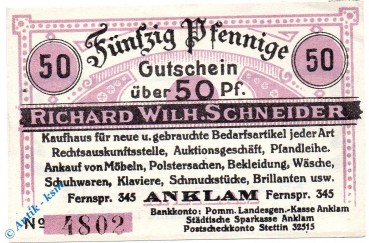 Fünfzig Pfennige
50 Gutschein 50
über 50 Pf.
RICHARD WILH. SCHNEIDER
Kaufhaus für neue u. gebrauchte Bedarfsartikel jeder Art
Rechtsauskunftsstelle, Auktionsgeschäft, Pfandleihe.
Ankauf von Möbeln, Polstersachen, Bekleidung, Wäsche,
Schuhwaren, Klaviere, Schmuckstücke, Brillanten usw.
Fernspr. 345 ANKLAM Fernspr. 345
Bankkonto: Pomm. Landesgen.-Kasse Anklam
Städtische Sparkasse Anklam
Postscheckkonto Stettin 32515
No 4802
© Antik - ksw